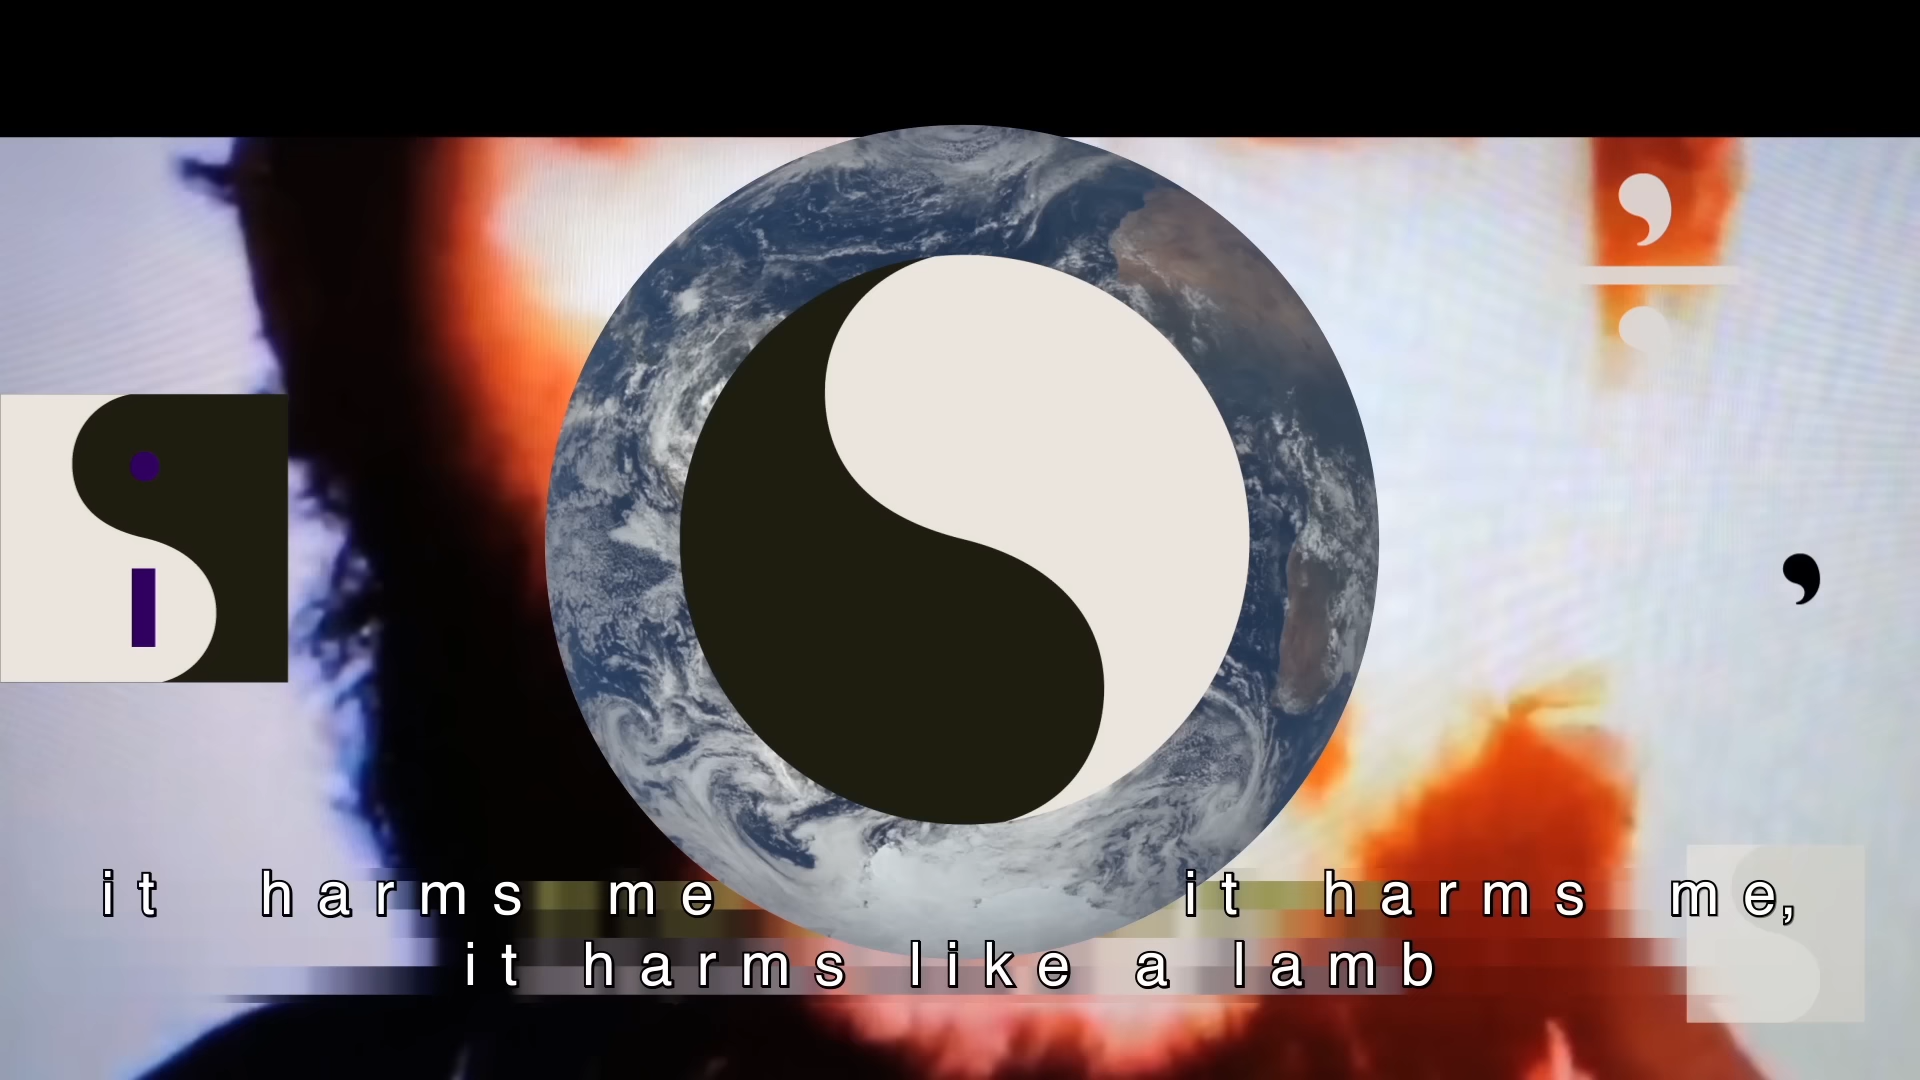 ,
,
it harms me it harms me,
it harms like a lamb